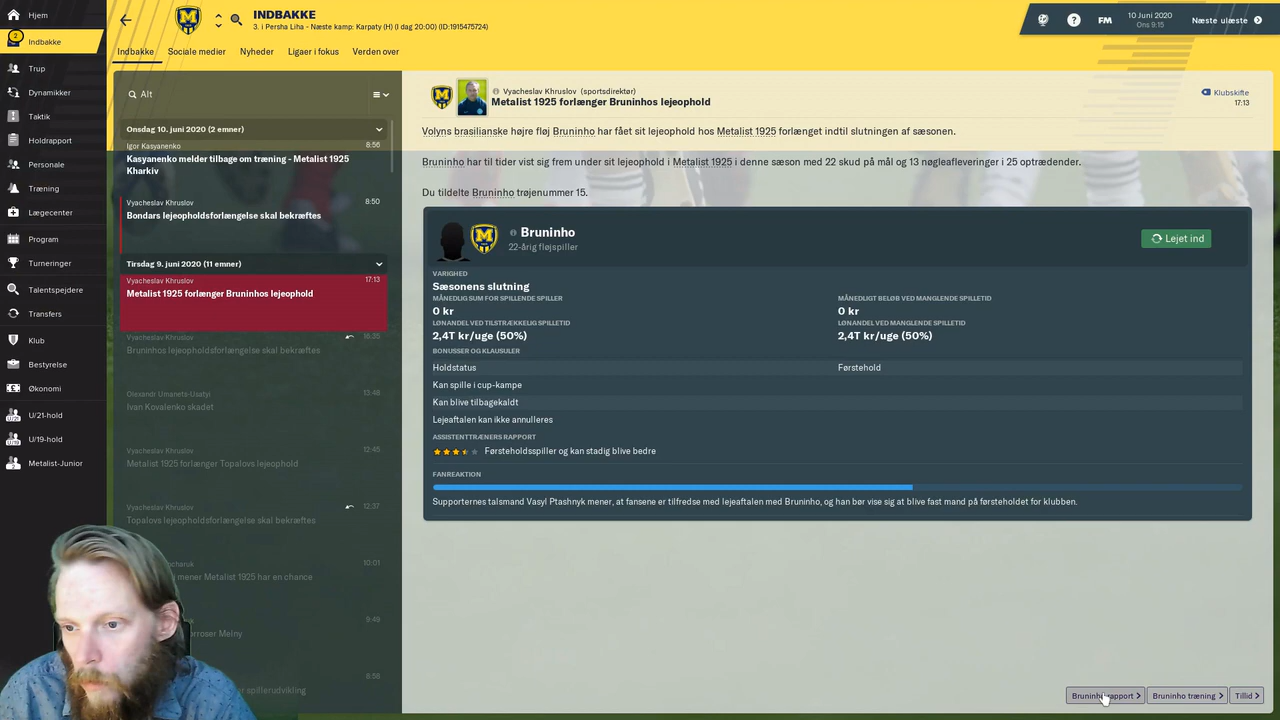 Hjem
2
Indbakke
Trup
Dynamikker
Taktik
Holdrapport
Personale
Træning
Lægecenter
Program
Turneringer
Talentspejdere
Transfers
Klub
Bestyrelse
Økonomi
U/21-hold
U/19-hold
Metalist-Junior
INDBAKKE
3. i Persha Liha - Næste kamp: Karpaty (H) (I dag 20:00) (ID:1915475724)
FM
10 Juni 2020
Ons 9:15
Næste ulæste
Indbakke Sociale medier Nyheder Ligaer i fokus Verden over
Alt
Onsdag 10. juni 2020 (2 emner)
Igor Kasyanenko 8:56
Kasyanenko melder tilbage om træning - Metalist 1925
Kharkiv
Vyacheslav Khruslov 8:50
Bondars lejeopholdsforlængelse skal bekræftes
Tirsdag 9. juni 2020 (11 emner)
Vyacheslav Khruslov 17:13
Metalist 1925 forlænger Bruninhos lejeophold
Vyacheslav Khruslov 16:35
Bruninhos lejeopholdsforlængelse skal bekræftes
Olexandr Umanets-Usatyi 13:48
Ivan Kovalenko skadet
Vyacheslav Khruslov 12:45
Metalist 1925 forlænger Topalovs lejeophold
Vyacheslav Khruslov 12:37
Topalovs lejeopholdsforlængelse skal bekræftes
10:01
mener Metalist 1925 har en chance
9:49
Melny
8:58
spillerudvikling
Vyacheslav Khruslov (sportsdirektør)
Metalist 1925 forlænger Bruninhos lejeophold
Klubskifte
17:13
Volyns brasilianske højre fløj Bruninho har fået sit lejeophold hos Metalist 1925 forlænget indtil slutningen af sæsonen.
Bruninho har til tider vist sig frem under sit lejeophold i Metalist 1925 i denne sæson med 22 skud på mål og 13 nøgleafleveringer i 25 optrædender.
Du tildelte Bruninho trøjenummer 15.
Bruninho
22-årig fløjspiller
Lejet ind
VARIGHED
Sæsonens slutning
MÅNEDLIG SUM FOR SPILLENDE SPILLER MÅNEDLIGT BELØB VED MANGLENDE SPILLETID
0 kr 0 kr
LØNANDEL VED TILSTRÆKKELIG SPILLETID LØNANDEL VED MANGLENDE SPILLETID
2,4T kr/uge (50%) 2,4T kr/uge (50%)
BONUSSER OG KLAUSULER
Holdstatus Førstehold
Kan spille i cup-kampe
Kan blive tilbagekaldt
Lejeaftalen kan ikke annulleres
ASSISTENTTRÆNERS RAPPORT
Førsteholdsspiller og kan stadig blive bedre
FANREAKTION
Supporternes talsmand Vasyl Ptashnyk mener, at fansene er tilfredse med lejeaftalen med Bruninho, og han bør vise sig at blive fast mand på førsteholdet for klubben.
Bruninho rapport Bruninho træning Tillid